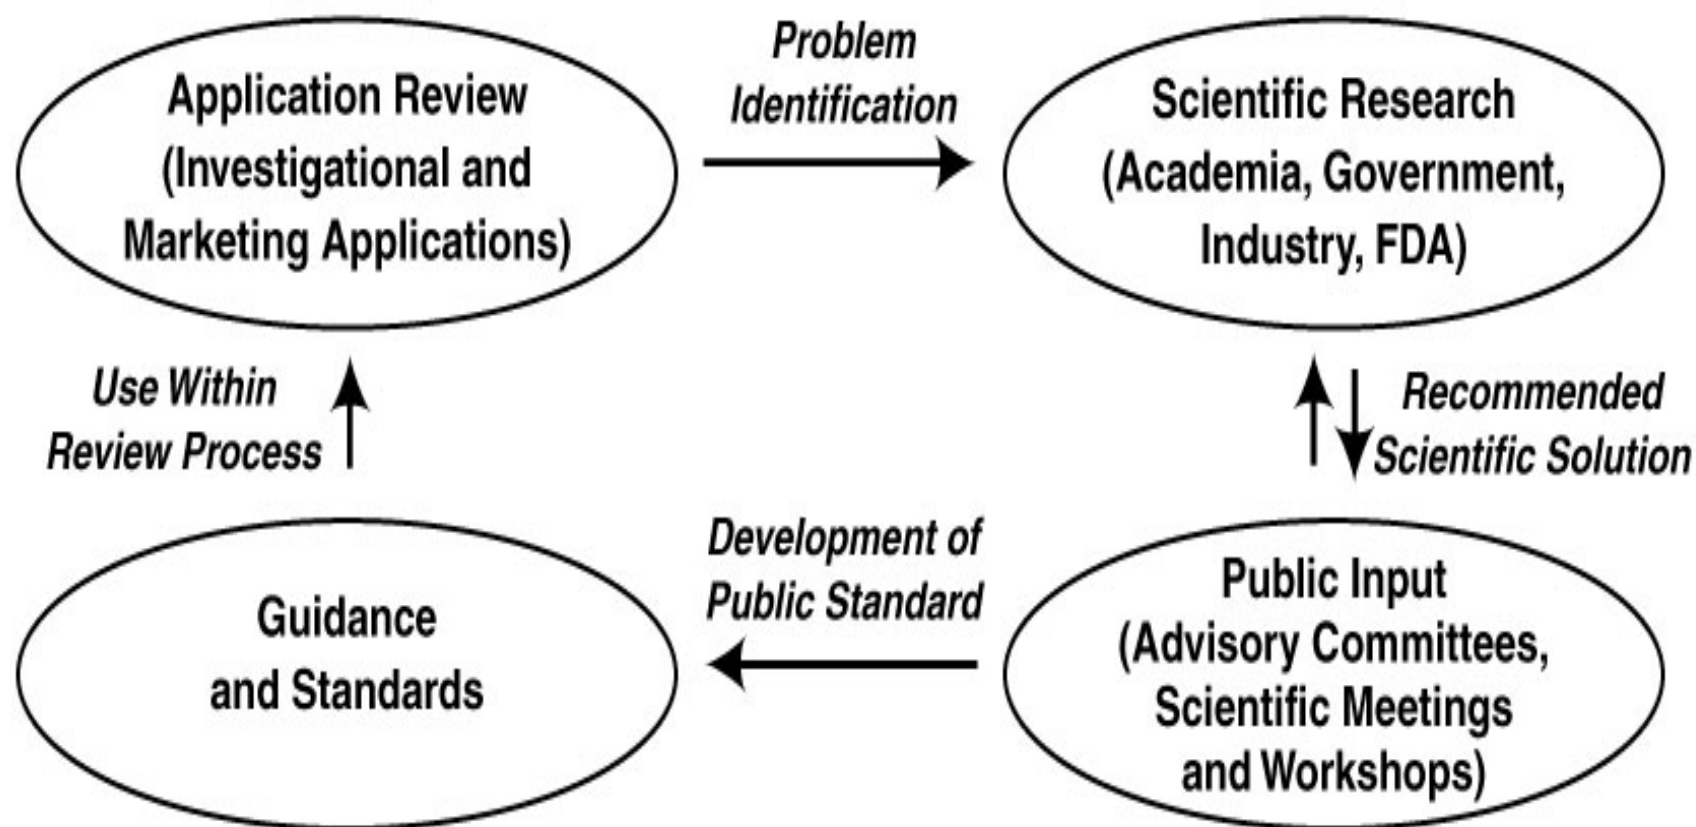 Application Review
(Investigational and
Marketing Applications)
Problem
Identification
Scientific Research
(Academia, Government,
Industry, FDA)
Use Within
Review Process
Recommended
Scientific Solution
Guidance
and Standards
Development of
Public Standard
Public Input
(Advisory Committees,
Scientific Meetings
and Workshops)